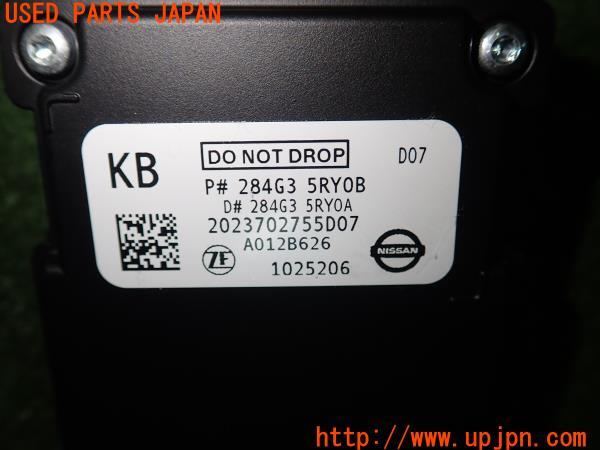 USED PARTS JAPAN
KB
DO NOT DROP
D07
P# 284G3 5RY0B
D# 284G3 5RY0A
2023702755D07
A012B626
ZF
1025206
NISSAN
http://www.upjpn.com/